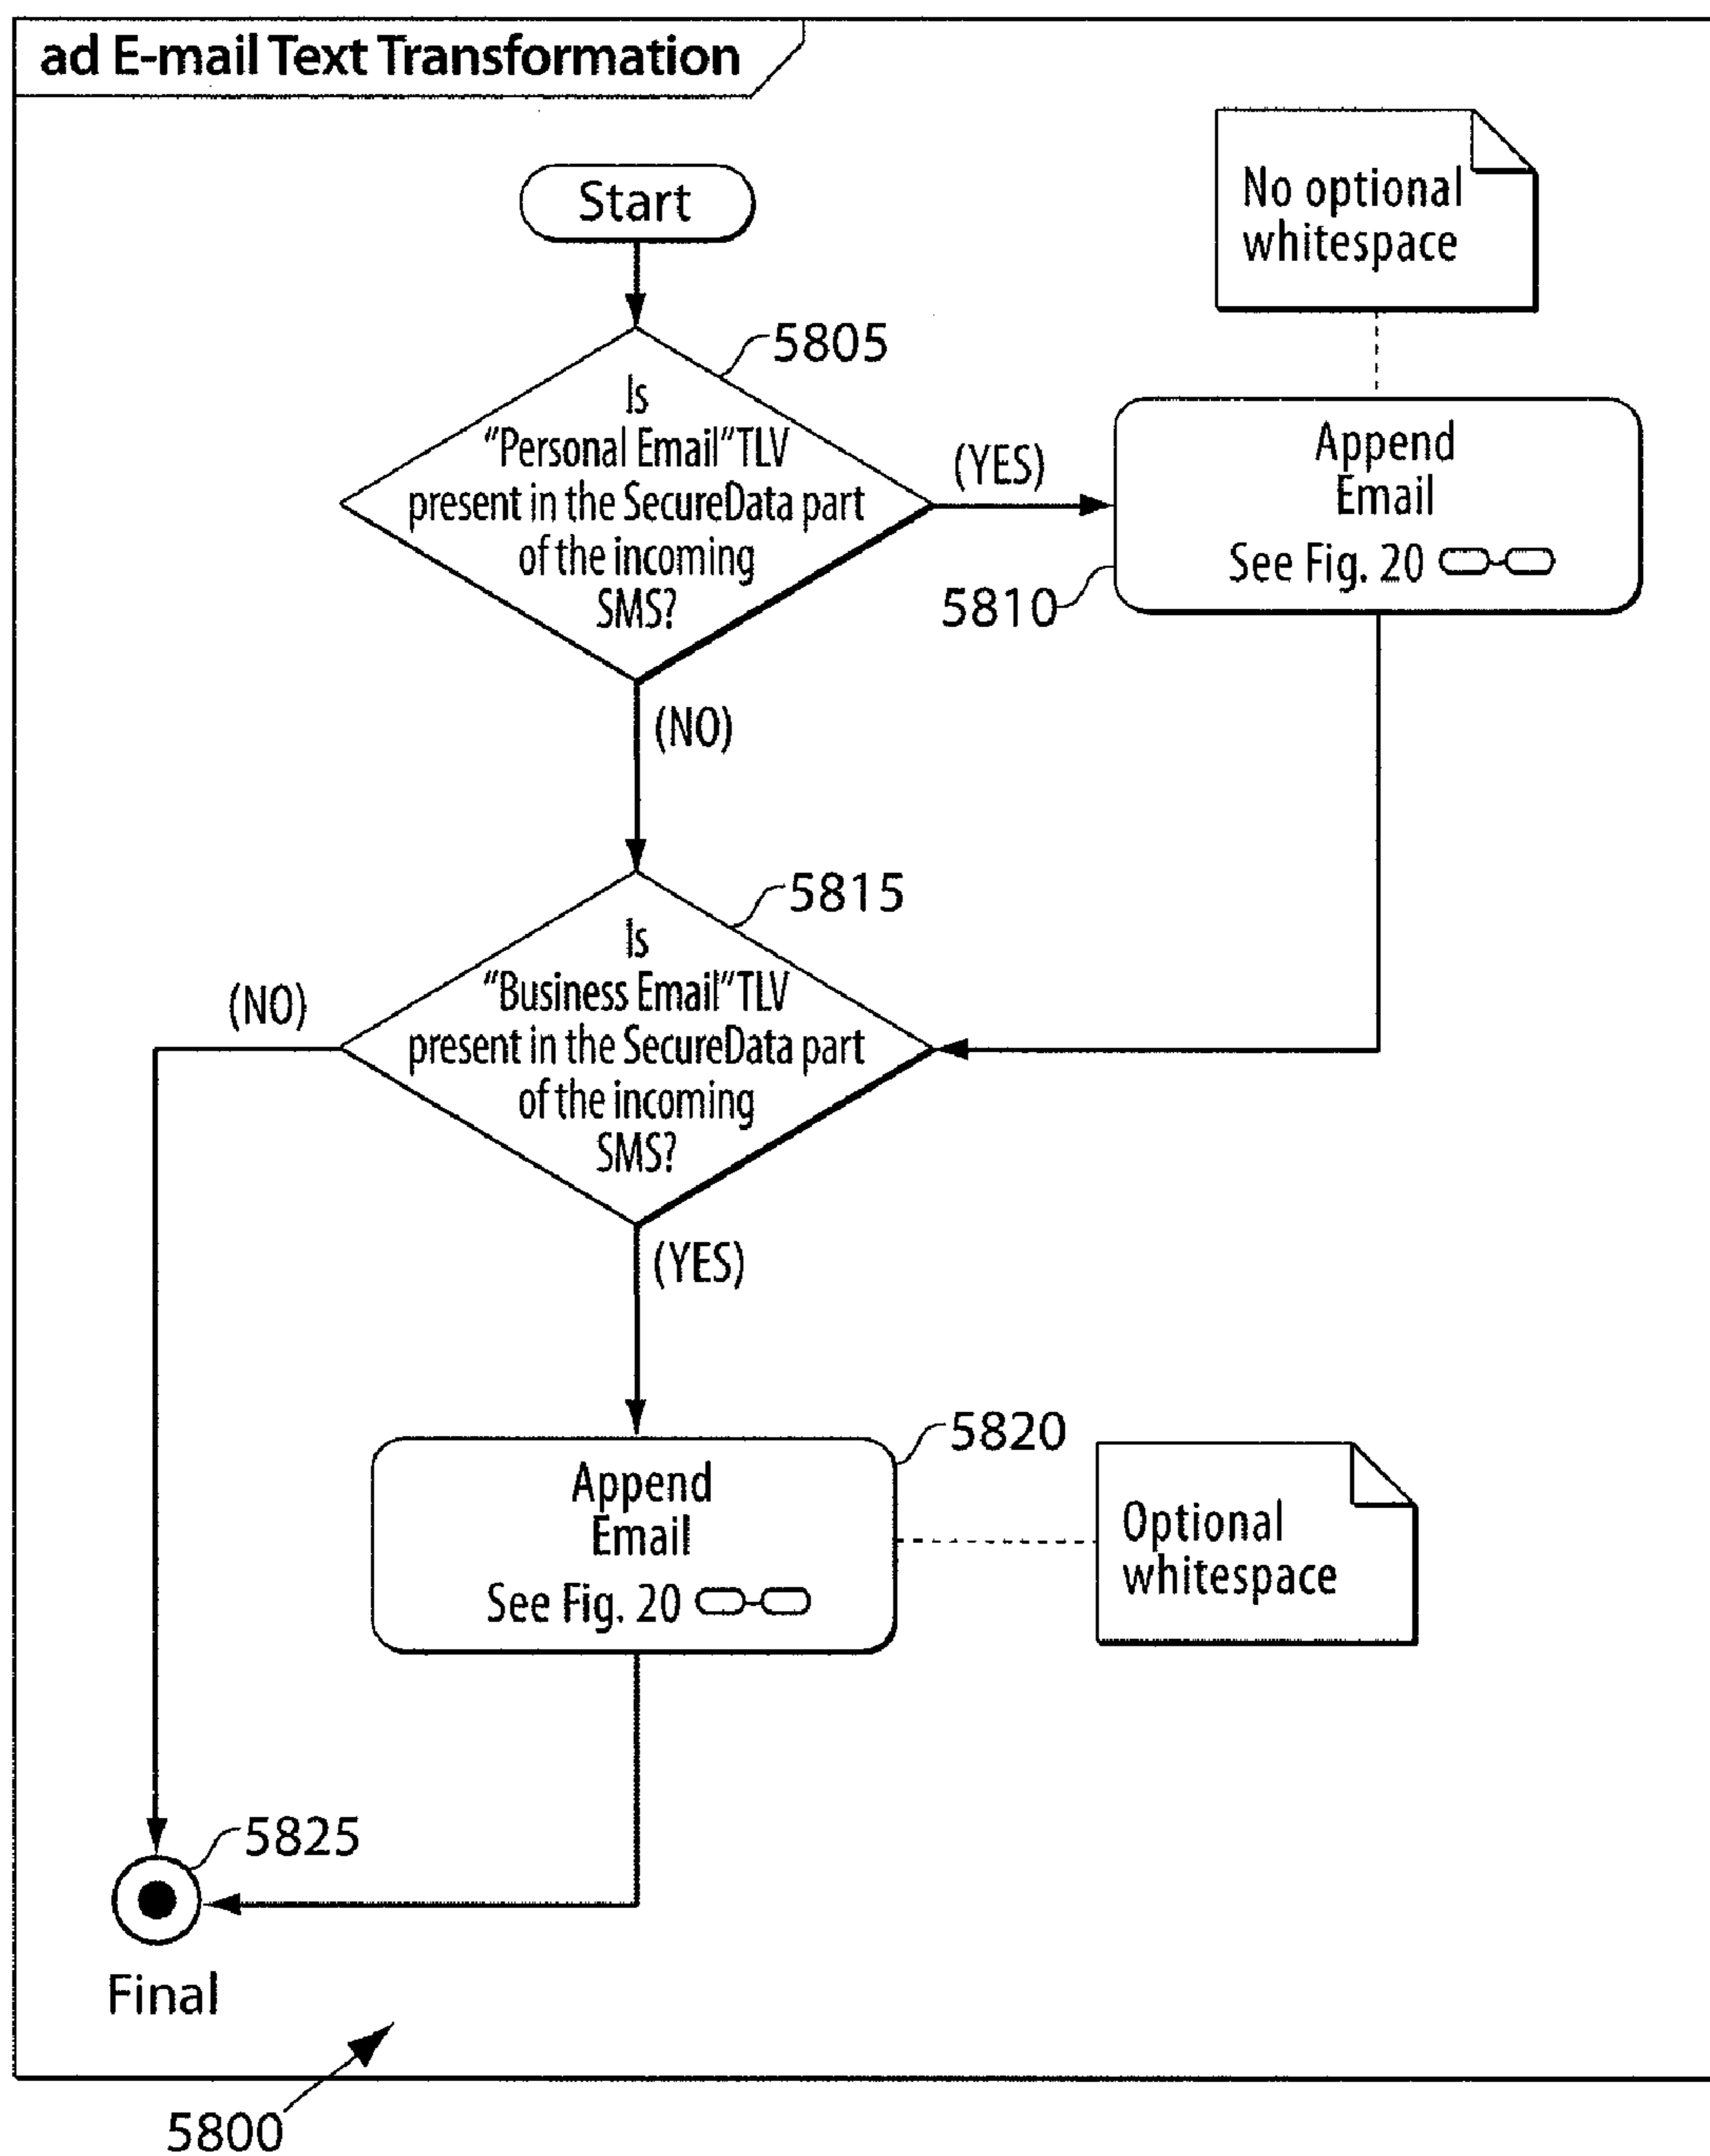 ad E-mail Text Transformation
Start
No optional
whitespace
5805
Is
"Personal Email" TLV
present in the SecureData part
of the incoming
SMS?
(YES)
Append
Email
See Fig. 20
5810
(NO)
5815
Is
"Business Email" TLV
present in the SecureData part
of the incoming
SMS?
(NO)
(YES)
5820
Append
Email
See Fig. 20
Optional
whitespace
5825
Final
5800